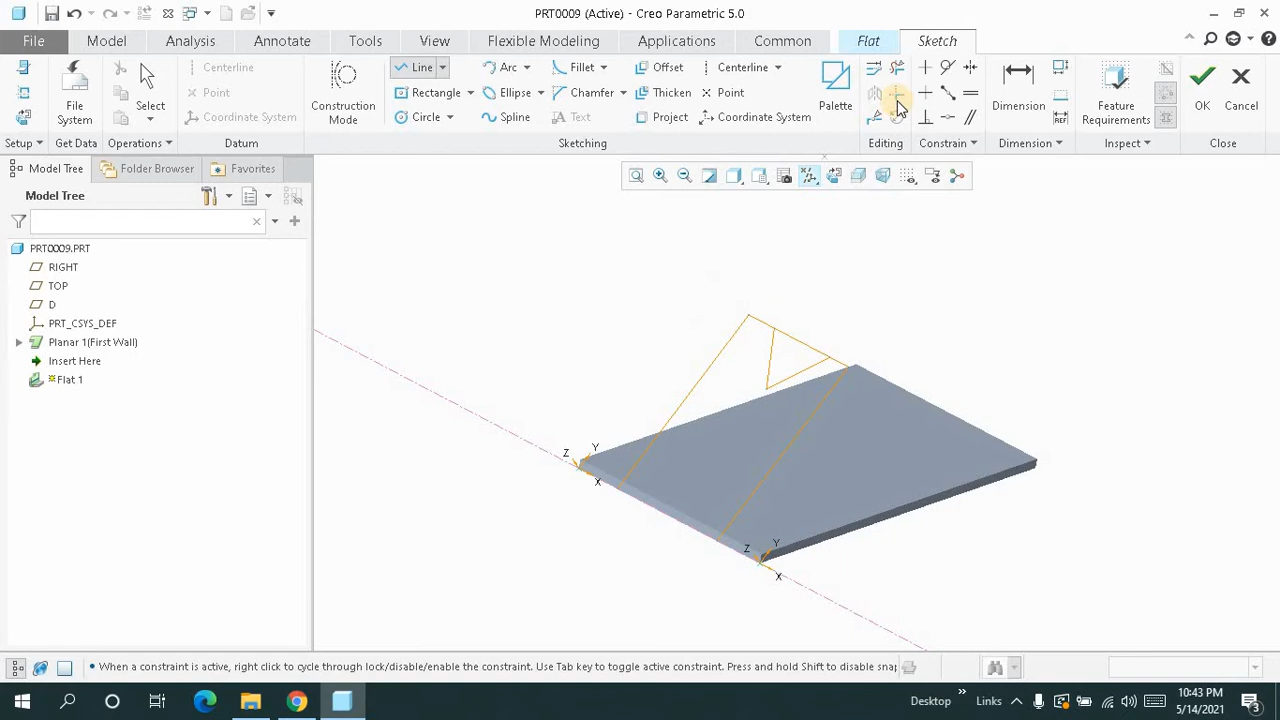 PRT0009 (Active) - Creo Parametric 5.0
File Model Analysis Annotate Tools View Flexible Modeling Applications Common Flat Sketch
File System
Select
Centerline
Point
Coordinate System
Construction Mode
Line Arc Fillet Offset Centerline
Rectangle Ellipse Chamfer Thicken Point
Circle Spline Text Project Coordinate System
Palette
Dimension
REF
Feature Requirements
OK Cancel
Setup Get Data Operations Datum Sketching Editing Constrain Dimension Inspect Close
Model Tree Folder Browser Favorites
Model Tree
PRT0009.PRT
RIGHT
TOP
D
PRT_CSYS_DEF
Planar 1(First Wall)
Insert Here
Flat 1
Z Y
X
Z Y
X
When a constraint is active, right click to cycle through lock/disable/enable the constraint. Use Tab key to toggle active constraint. Press and hold Shift to disable snap
Desktop » Links 10:43 PM
5/14/2021
3